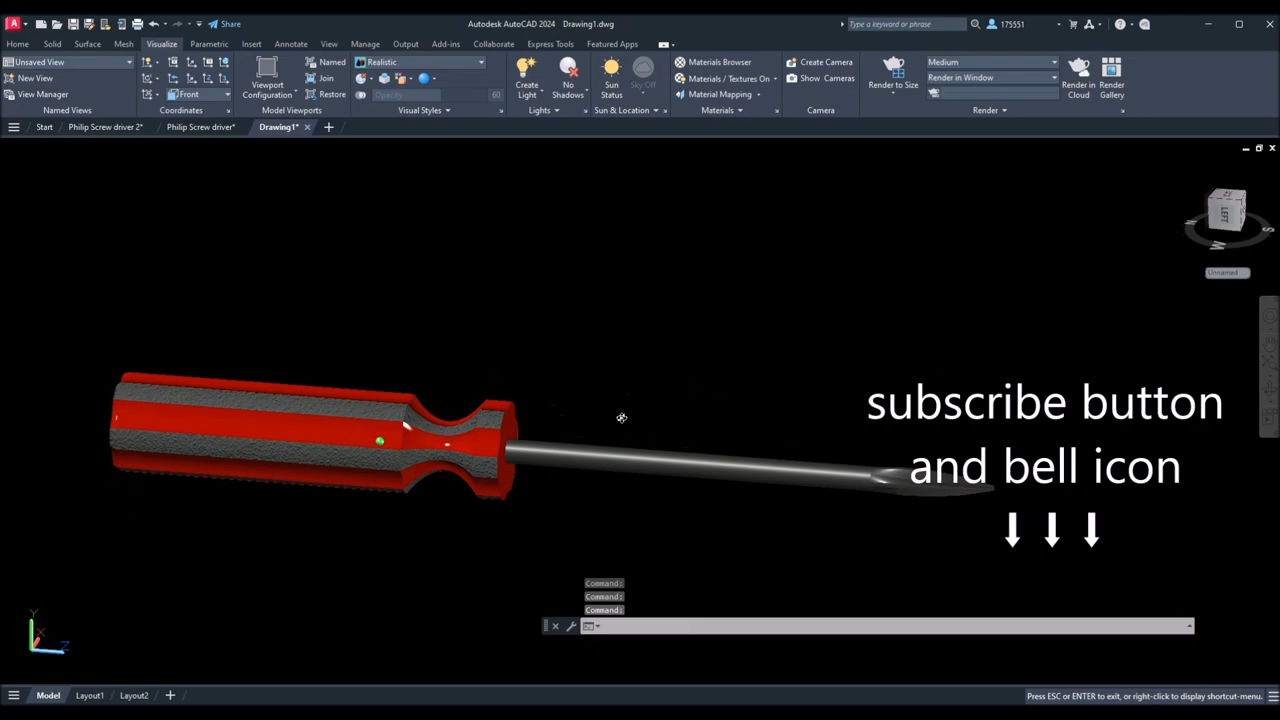 Share
Autodesk AutoCAD 2024 Drawing1.dwg
Type a keyword or phrase
175551
Home Solid Surface Mesh Visualize Parametric Insert Annotate View Manage Output Add-ins Collaborate Express Tools Featured Apps
Unsaved View
New View
View Manager
Named Views
Front
Coordinates
Viewport
Configuration
Named
Join
Restore
Model Viewports
Realistic
Opacity 60
Visual Styles
Create
Light
No
Shadows
Lights
Sun
Status
Sky Off
Sun & Location
Materials Browser
Materials / Textures On
Material Mapping
Materials
Create Camera
Show Cameras
Camera
Render to Size
Medium
Render in Window
Render in
Cloud
Render
Gallery
Render
Start Philip Screw driver 2* Philip Screw driver* Drawing1*
LEFT
N
S
W
Unnamed
subscribe button
and bell icon
Command:
Command:
Command:
Y
X
Z
Model Layout1 Layout2
Press ESC or ENTER to exit, or right-click to display shortcut-menu.